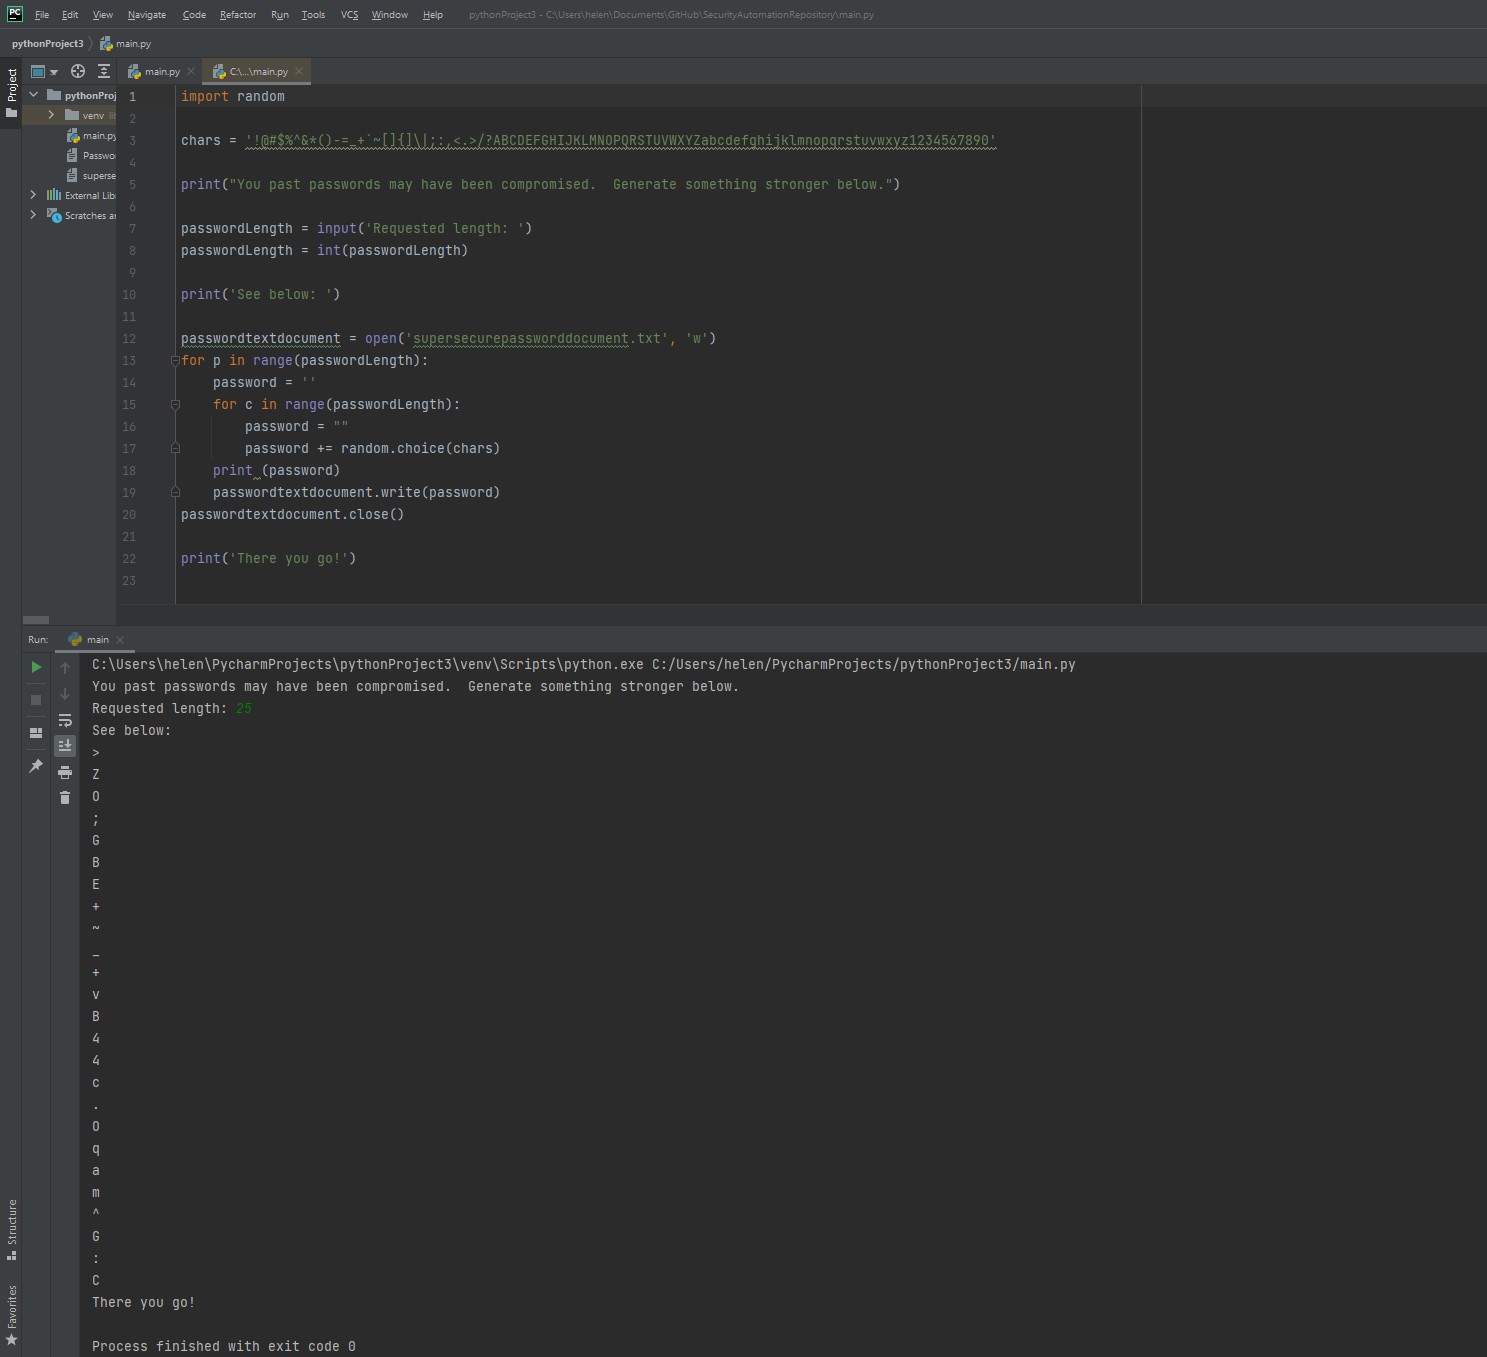 PC File Edit View Navigate Code Refactor Run Tools VCS Window Help pythonProject3 - C:\Users\helen\Documents\GitHub\SecurityAutomationRepository\main.py
pythonProject3 main.py
Project
main.py C:\...\main.py
pythonProj
venv lib
main.py
Passwo
superse
External Lib
Scratches an
1 import random
2
3 chars = '!@#$%^&*()-=_+`~[]{}\|;:,<.>/?ABCDEFGHIJKLMNOPQRSTUVWXYZabcdefghijklmnopqrstuvwxyz1234567890'
4
5 print("You past passwords may have been compromised.  Generate something stronger below.")
6
7 passwordLength = input('Requested length: ')
8 passwordLength = int(passwordLength)
9
10 print('See below: ')
11
12 passwordtextdocument = open('supersecurepassworddocument.txt', 'w')
13 for p in range(passwordLength):
14     password = ''
15     for c in range(passwordLength):
16         password = ""
17         password += random.choice(chars)
18     print (password)
19     passwordtextdocument.write(password)
20 passwordtextdocument.close()
21
22 print('There you go!')
23
Run: main
C:\Users\helen\PycharmProjects\pythonProject3\venv\Scripts\python.exe C:/Users/helen/PycharmProjects/pythonProject3/main.py
You past passwords may have been compromised.  Generate something stronger below.
Requested length: 25
See below:
>
Z
O
;
G
B
E
+
~
_
+
v
B
4
4
c
.
O
q
a
m
^
G
:
C
There you go!
Process finished with exit code 0
Structure
Favorites